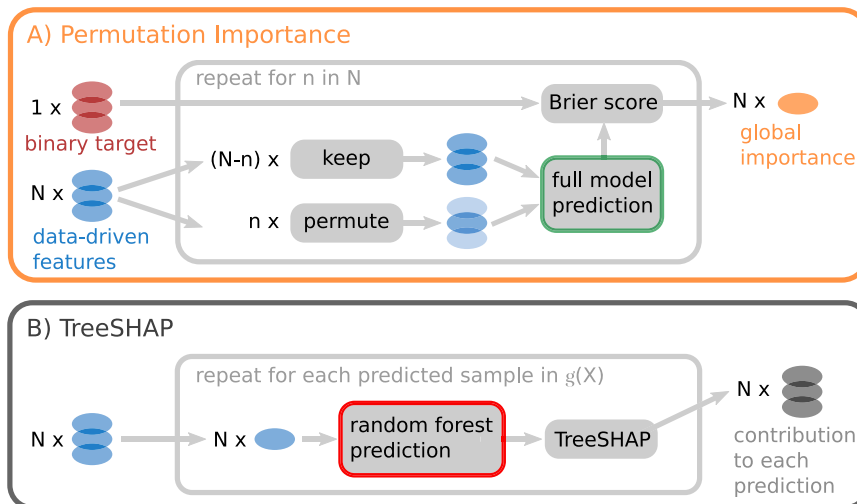 A) Permutation Importance
repeat for n in N
1 x
binary target
Brier score
N x
global
importance
(N-n) x
keep
N x
full model
prediction
n x
permute
data-driven
features
B) TreeSHAP
repeat for each predicted sample in g(X)
N x
N x
random forest
prediction
TreeSHAP
N x
contribution
to each
prediction